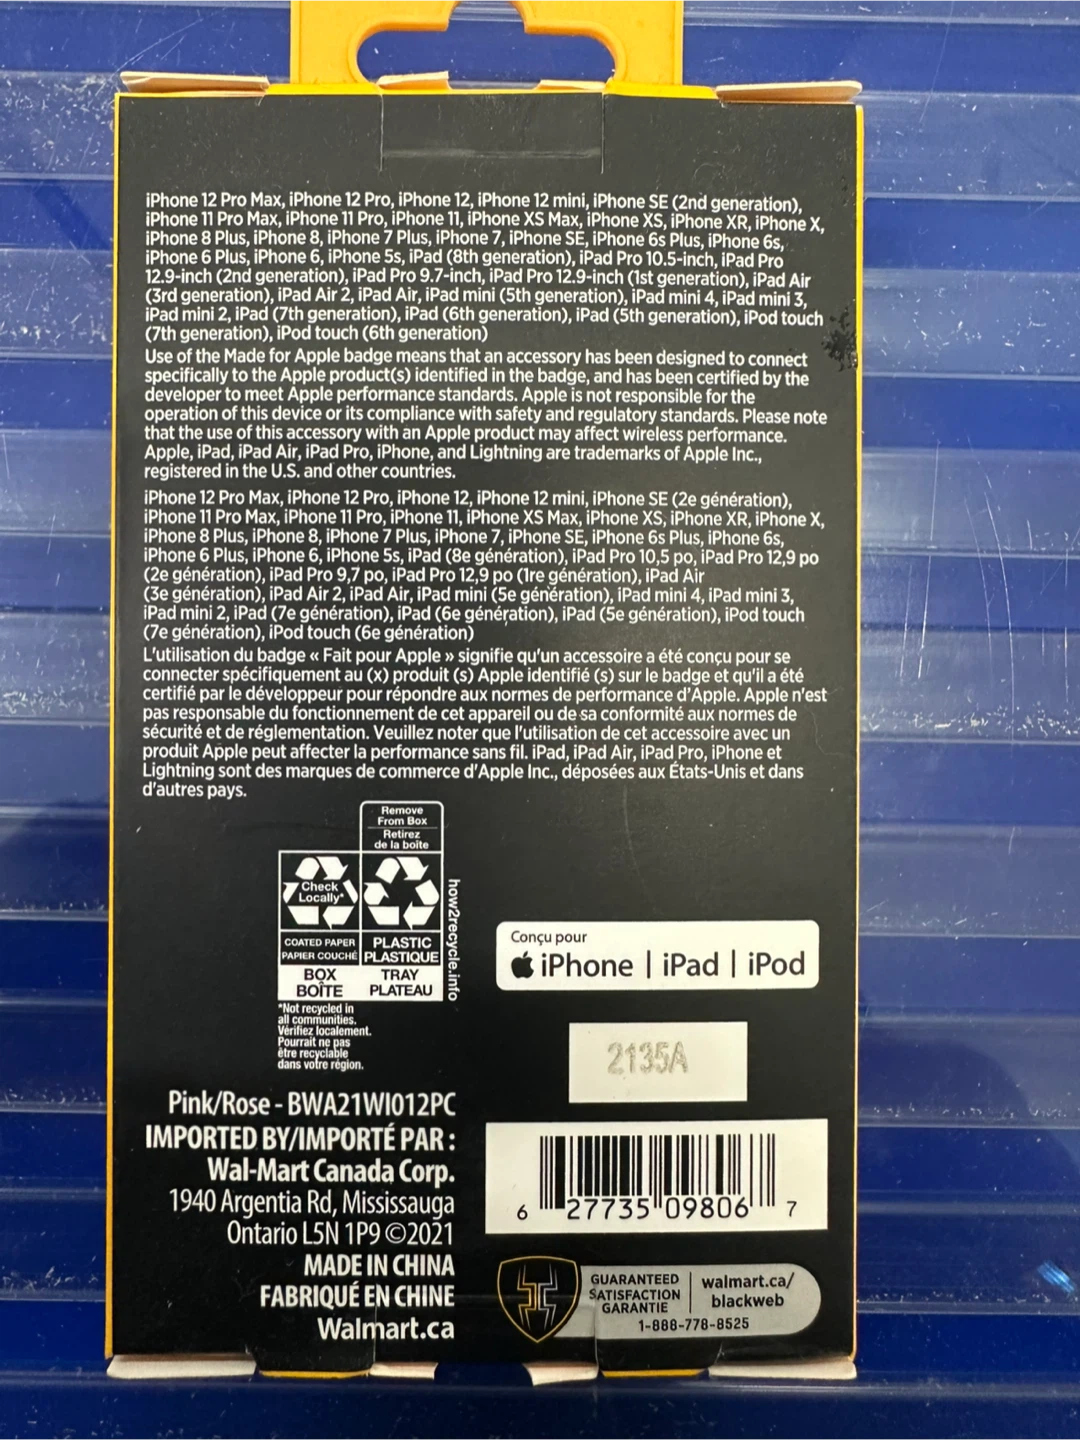 iPhone 12 Pro Max, iPhone 12 Pro, iPhone 12, iPhone 12 mini, iPhone SE (2nd generation),
iPhone 11 Pro Max, iPhone 11 Pro, iPhone 11, iPhone XS Max, iPhone XS, iPhone XR, iPhone X,
iPhone 8 Plus, iPhone 8, iPhone 7 Plus, iPhone 7, iPhone SE, iPhone 6s Plus, iPhone 6s,
iPhone 6 Plus, iPhone 6, iPhone 5s, iPad (8th generation), iPad Pro 10.5-inch, iPad Pro
12.9-inch (2nd generation), iPad Pro 9.7-inch, iPad Pro 12.9-inch (1st generation), iPad Air
(3rd generation), iPad Air 2, iPad Air, iPad mini (5th generation), iPad mini 4, iPad mini 3,
iPad mini 2, iPad (7th generation), iPad (6th generation), iPad (5th generation), iPod touch
(7th generation), iPod touch (6th generation)
Use of the Made for Apple badge means that an accessory has been designed to connect
specifically to the Apple product(s) identified in the badge, and has been certified by the
developer to meet Apple performance standards. Apple is not responsible for the
operation of this device or its compliance with safety and regulatory standards. Please note
that the use of this accessory with an Apple product may affect wireless performance.
Apple, iPad, iPad Air, iPad Pro, iPhone, and Lightning are trademarks of Apple Inc.,
registered in the U.S. and other countries.
iPhone 12 Pro Max, iPhone 12 Pro, iPhone 12, iPhone 12 mini, iPhone SE (2e génération),
iPhone 11 Pro Max, iPhone 11 Pro, iPhone 11, iPhone XS Max, iPhone XS, iPhone XR, iPhone X,
iPhone 8 Plus, iPhone 8, iPhone 7 Plus, iPhone 7, iPhone SE, iPhone 6s Plus, iPhone 6s,
iPhone 6 Plus, iPhone 6, iPhone 5s, iPad (8e génération), iPad Pro 10,5 po, iPad Pro 12,9 po
(2e génération), iPad Pro 9,7 po, iPad Pro 12,9 po (1re génération), iPad Air
(3e génération), iPad Air 2, iPad Air, iPad mini (5e génération), iPad mini 4, iPad mini 3,
iPad mini 2, iPad (7e génération), iPad (6e génération), iPad (5e génération), iPod touch
(7e génération), iPod touch (6e génération)
L'utilisation du badge « Fait pour Apple » signifie qu'un accessoire a été conçu pour se
connecter spécifiquement au (x) produit (s) Apple identifié (s) sur le badge et qu'il a été
certifié par le développeur pour répondre aux normes de performance d'Apple. Apple n'est
pas responsable du fonctionnement de cet appareil ou de sa conformité aux normes de
sécurité et de réglementation. Veuillez noter que l'utilisation de cet accessoire avec un
produit Apple peut affecter la performance sans fil. iPad, iPad Air, iPad Pro, iPhone et
Lightning sont des marques de commerce d'Apple Inc., déposées aux États-Unis et dans
d'autres pays.
Remove
From Box
Retirez
de la boîte
Check
Locally*
COATED PAPER
PAPIER COUCHÉ
BOX
BOÎTE
PLASTIC
PLASTIQUE
TRAY
PLATEAU
how2recycle.info
*Not recycled in
all communities.
Vérifiez localement.
Pourrait ne pas
être recyclable
dans votre région.
Conçu pour
iPhone | iPad | iPod
2135A
Pink/Rose - BWA21WI012PC
IMPORTED BY/IMPORTÉ PAR :
Wal-Mart Canada Corp.
1940 Argentia Rd, Mississauga
Ontario L5N 1P9 ©2021
MADE IN CHINA
FABRIQUÉ EN CHINE
Walmart.ca
6 27735 09806 7
GUARANTEED
SATISFACTION
GARANTIE
walmart.ca/
blackweb
1-888-778-8525